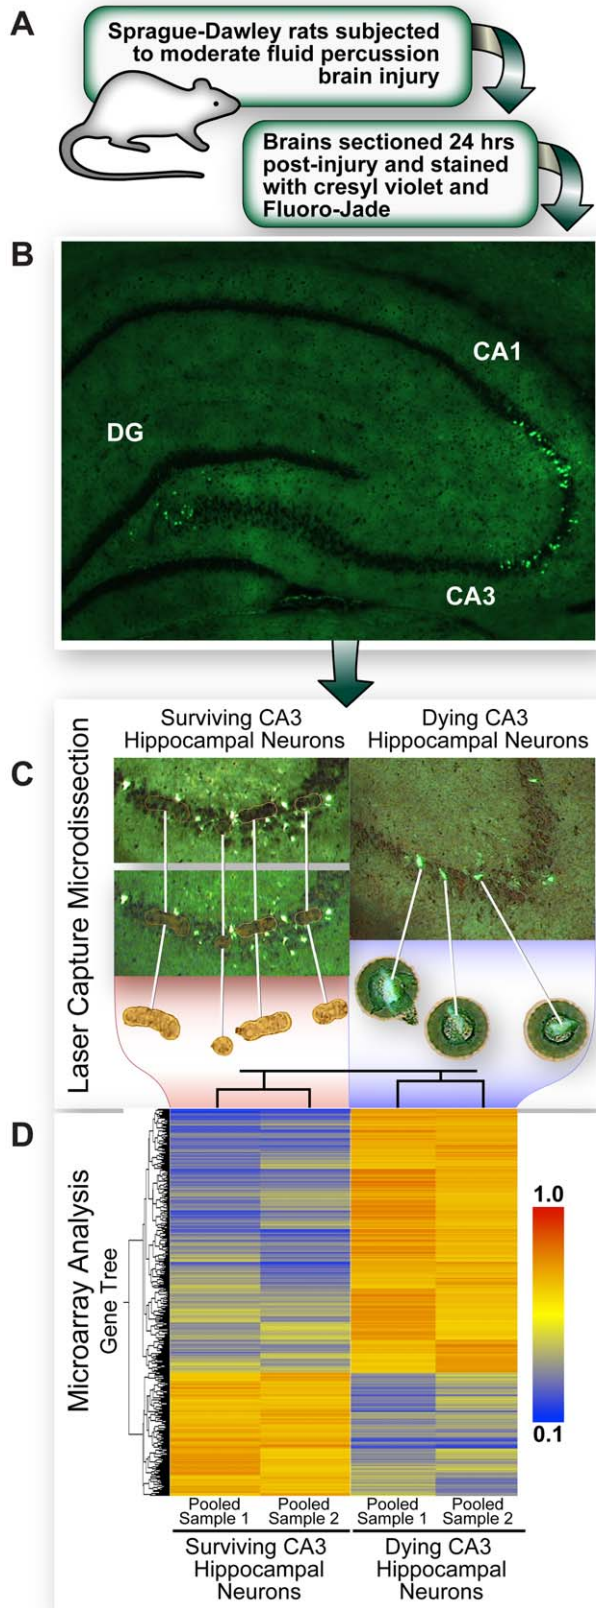 A
Sprague-Dawley rats subjected
to moderate fluid percussion
brain injury
Brains sectioned 24 hrs
post-injury and stained
with cresyl violet and
Fluoro-Jade
B
CA1
DG
CA3
C
Laser Capture Microdissection
Surviving CA3
Hippocampal Neurons
Dying CA3
Hippocampal Neurons
D
Microarray Analysis
Gene Tree
1.0
0.1
Pooled
Sample 1
Pooled
Sample 2
Pooled
Sample 1
Pooled
Sample 2
Surviving CA3
Hippocampal
Neurons
Dying CA3
Hippocampal
Neurons